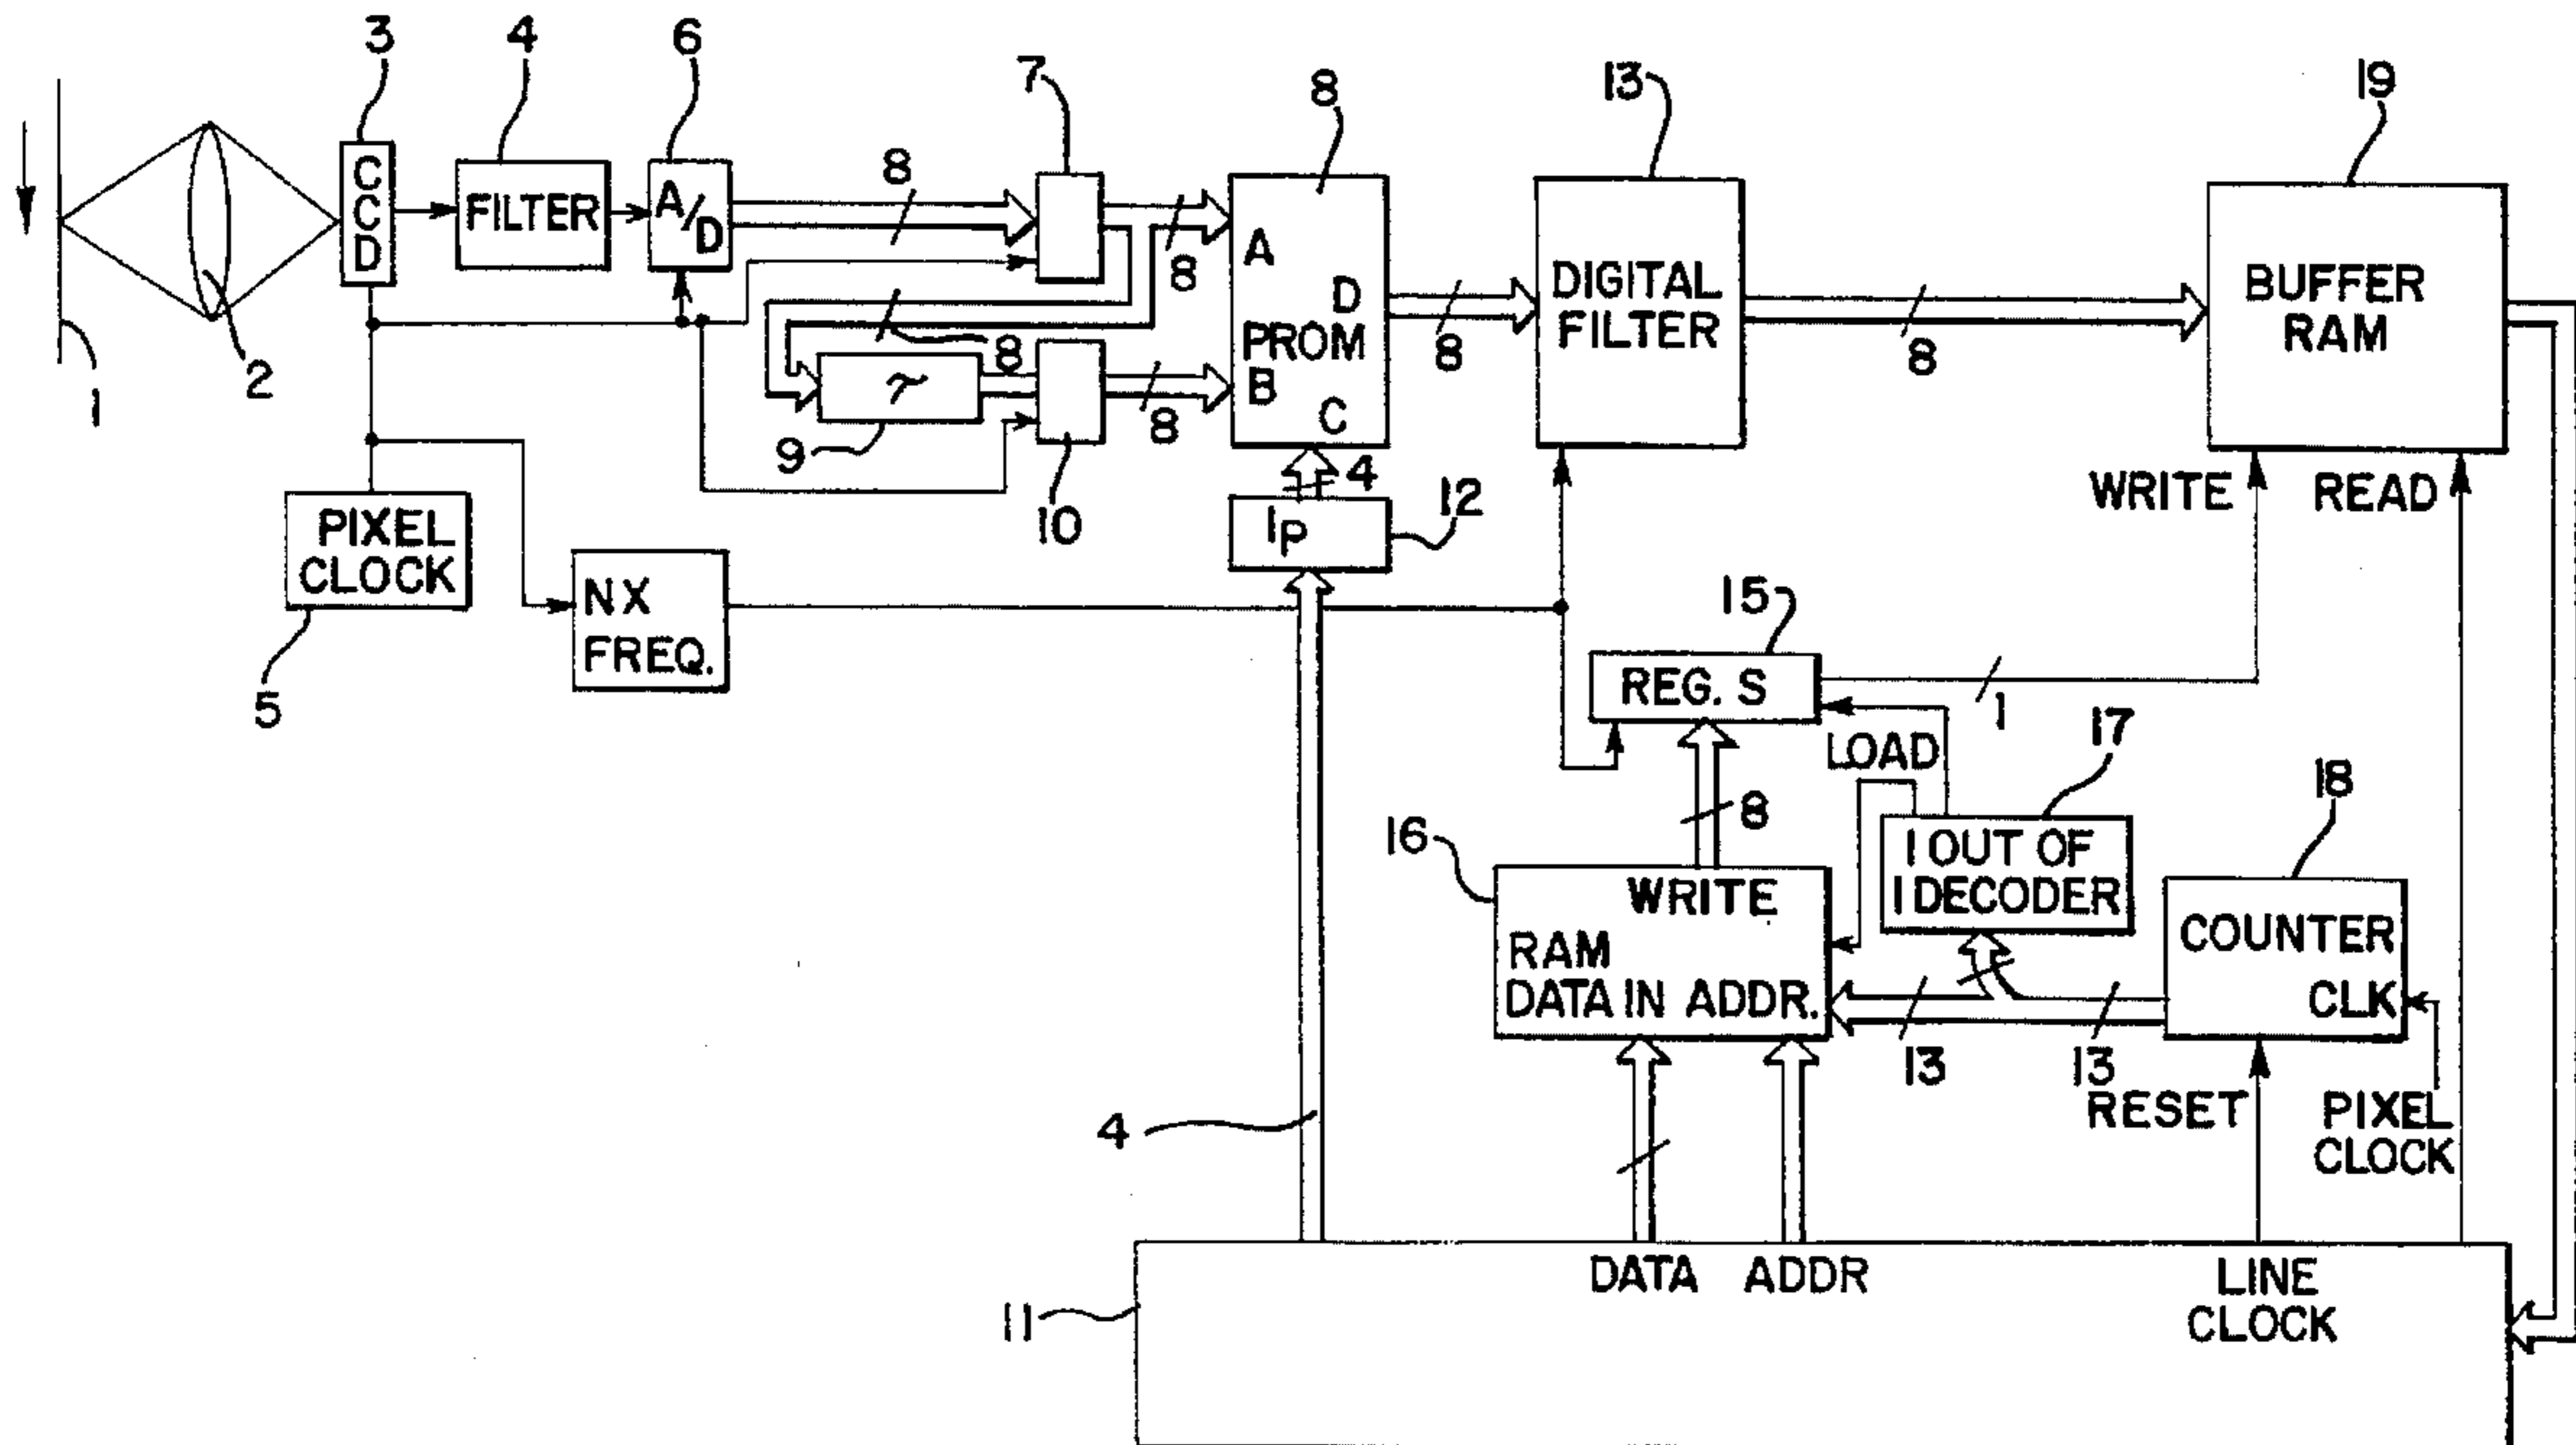 3
4
6
7
8
13
19
CCD
FILTER
A/D
8
8
8
A
D
PROM
B
C
8
DIGITAL
FILTER
8
BUFFER
RAM
1
2
8
τ
8
9
10
8
4
IP
12
WRITE
READ
PIXEL
CLOCK
5
NX
FREQ.
15
REG. S
1
LOAD
17
18
8
16
1 OUT OF
1 DECODER
WRITE
RAM
DATA IN ADDR.
COUNTER
CLK
13
13
RESET
PIXEL
CLOCK
4
DATA
ADDR
LINE
CLOCK
11